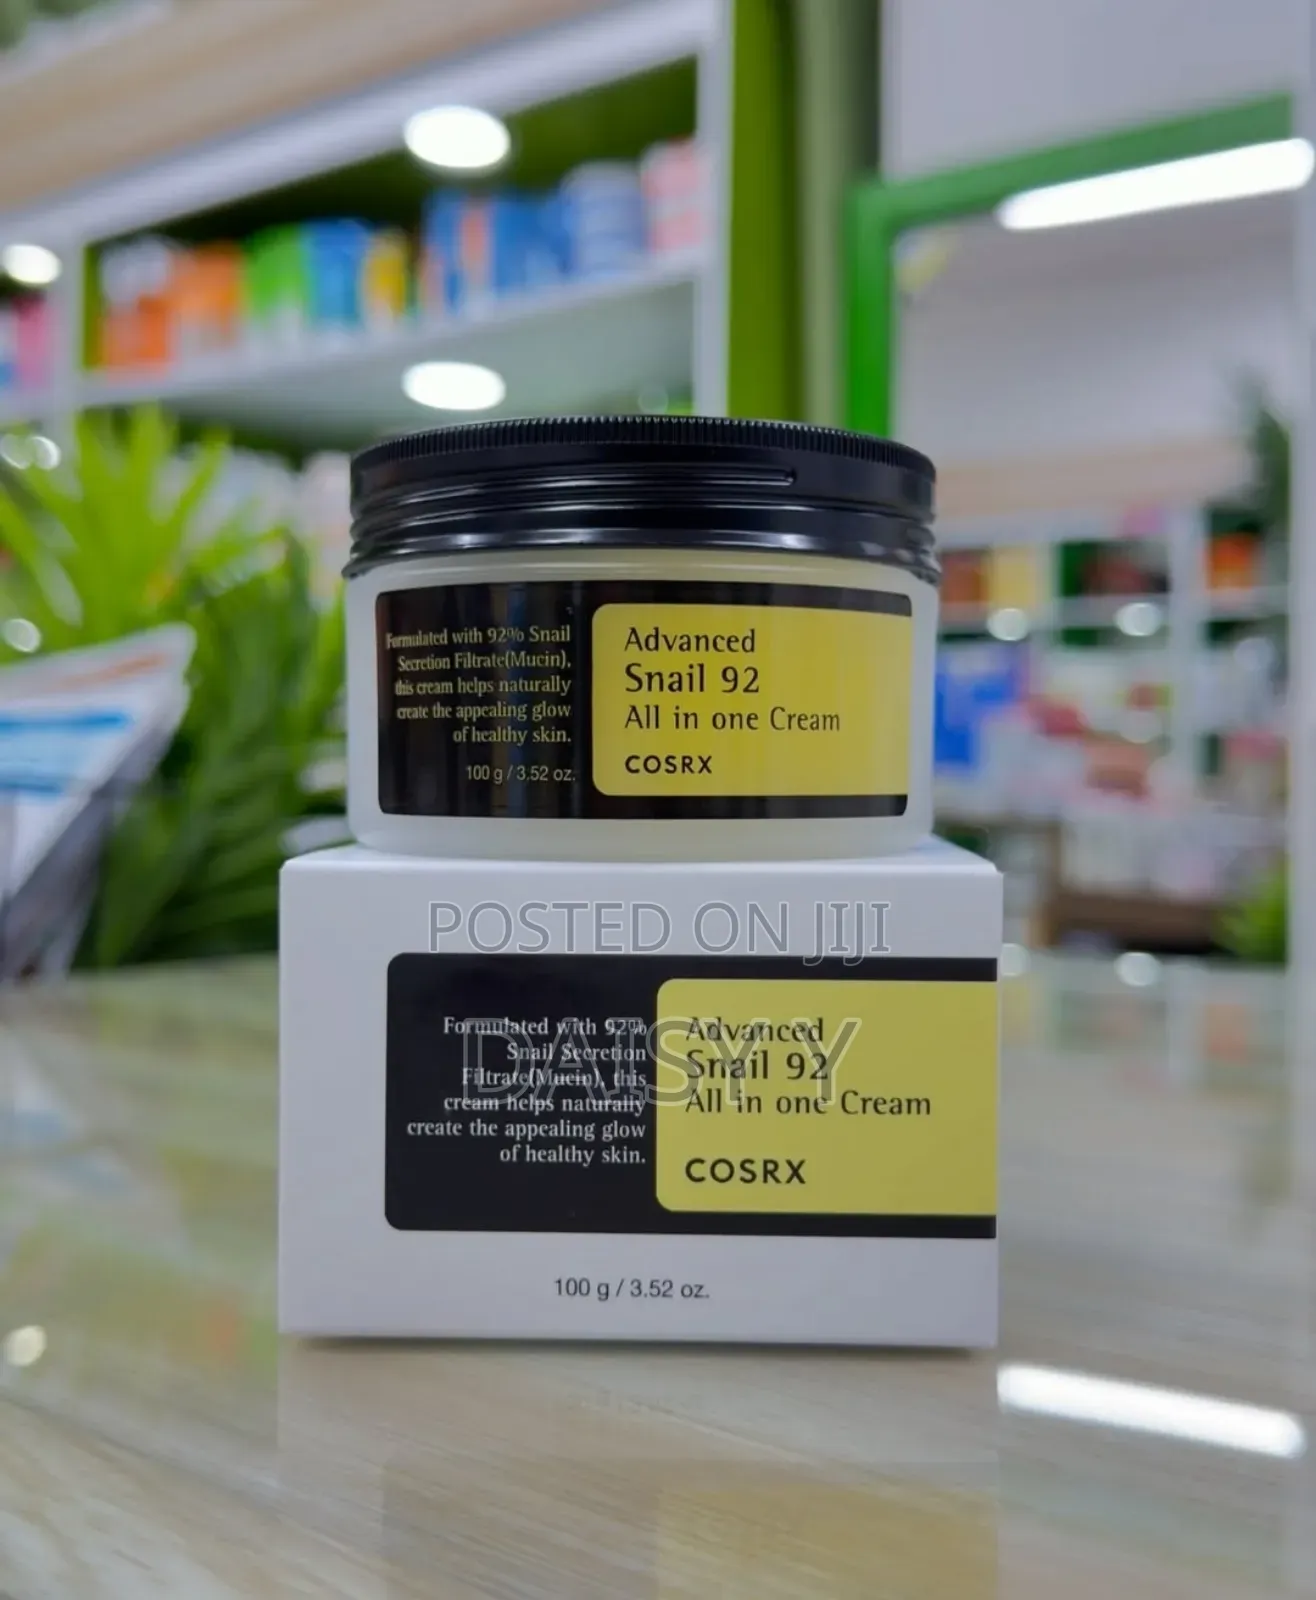 Formulated with 92% Snail
Secretion Filtrate(Mucin),
this cream helps naturally
create the appealing glow
of healthy skin.
100 g / 3.52 oz.
Advanced
Snail 92
All in one Cream
COSRX
POSTED ON JIJI
DAISY Y
Formulated with 92%
Snail Secretion
Filtrate(Mucin), this
cream helps naturally
create the appealing glow
of healthy skin.
Advanced
Snail 92
All in one Cream
COSRX
100 g / 3.52 oz.